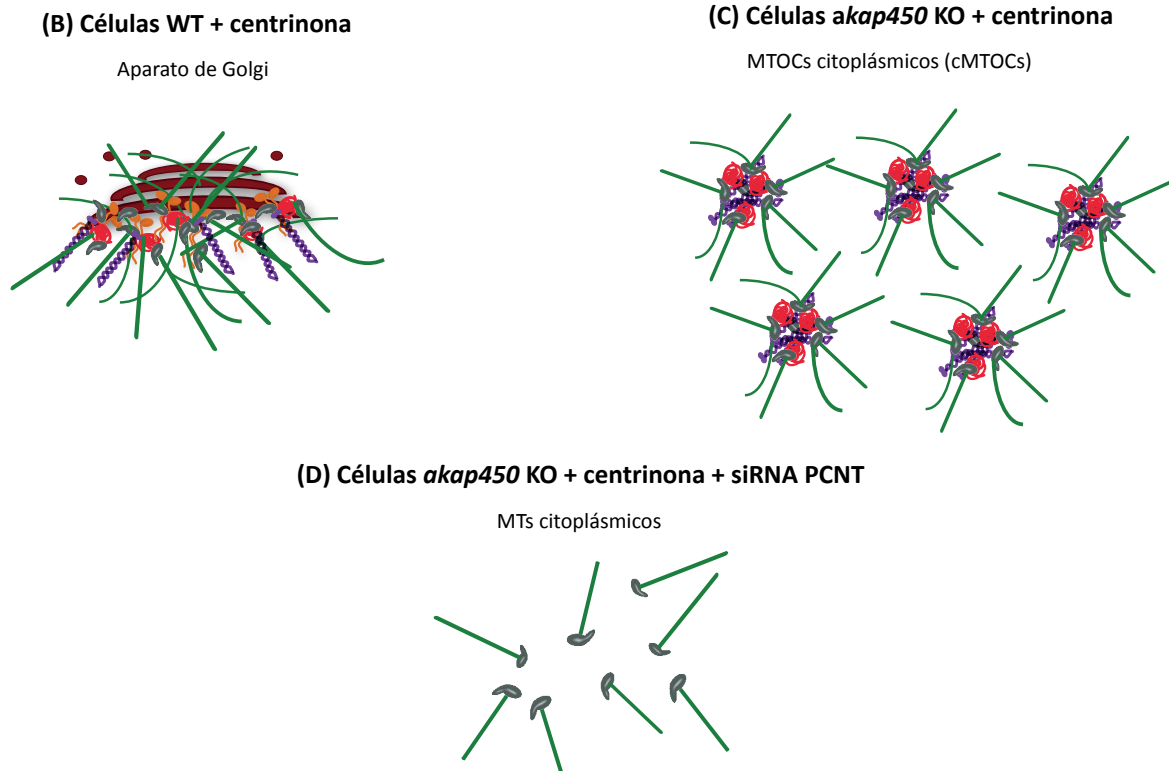 (B) Células WT + centrinona
Aparato de Golgi
(C) Células akap450 KO + centrinona
MTOCs citoplásmicos (cMTOCs)
(D) Células akap450 KO + centrinona + siRNA PCNT
MTs citoplásmicos